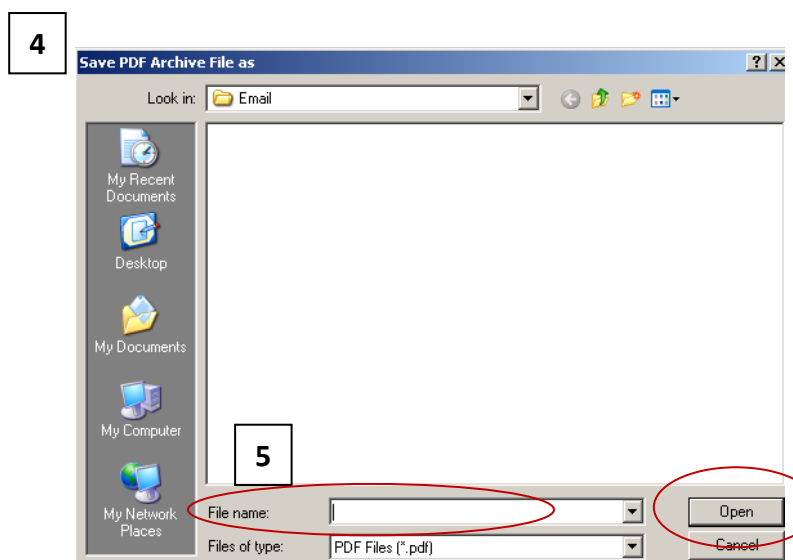 4
Save PDF Archive File as
Look in: Email
My Recent
Documents
Desktop
My Documents
My Computer
My Network
Places
5
File name: Open
Files of type: PDF Files (*.pdf) Cancel